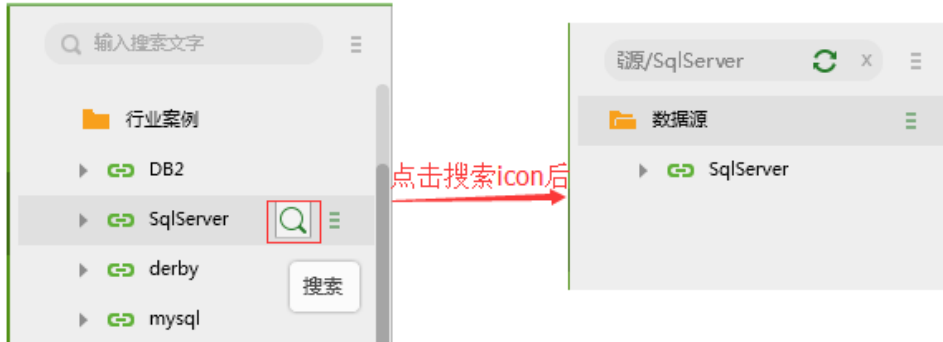 输入搜索文字
行业案例
DB2
SqlServer
搜索
derby
mysql
点击搜索icon后
源/SqlServer
x
数据源
SqlServer